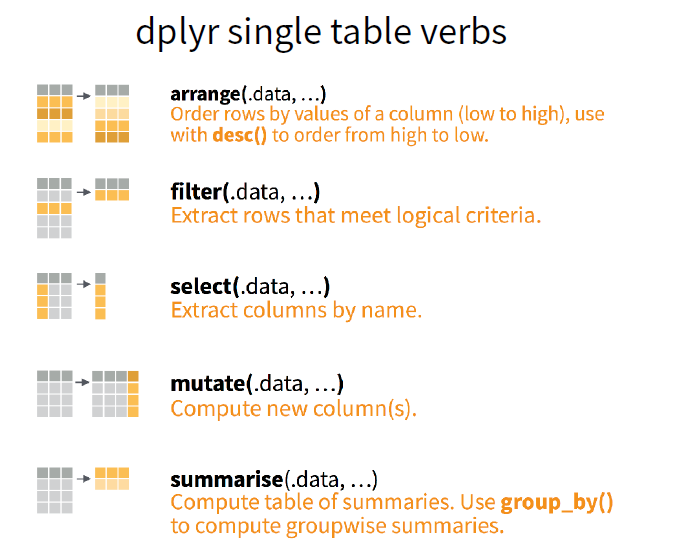 dplyr single table verbs
arrange(.data, …)
Order rows by values of a column (low to high), use
with desc() to order from high to low.
filter(.data, …)
Extract rows that meet logical criteria.
select(.data, …)
Extract columns by name.
mutate(.data, …)
Compute new column(s).
summarise(.data, …)
Compute table of summaries. Use group_by()
to compute groupwise summaries.